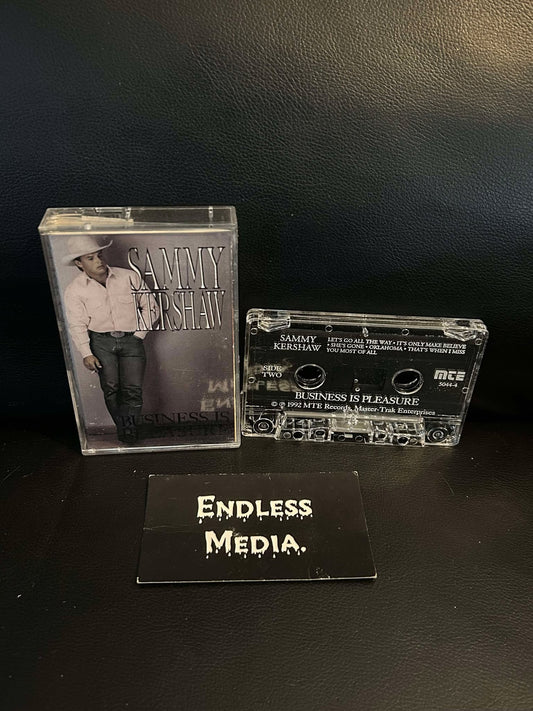 SAMMY
KERSHAW
BUSINESS IS
PLEASURE
SAMMY
KERSHAW
LET'S GO ALL THE WAY • IT'S ONLY MAKE BELIEVE
• SHE'S GONE • OKLAHOMA • THAT'S WHEN I MISS
YOU MOST OF ALL
SIDE
TWO
MTE
5044-4
BUSINESS IS PLEASURE
© ℗ 1992 MTE Records, Master-Trak Enterprises
ENDLESS
MEDIA.